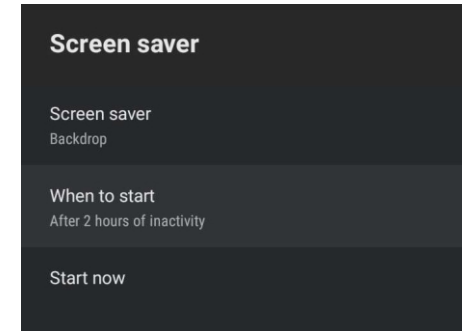 Screen saver
Screen saver
Backdrop
When to start
After 2 hours of inactivity
Start now